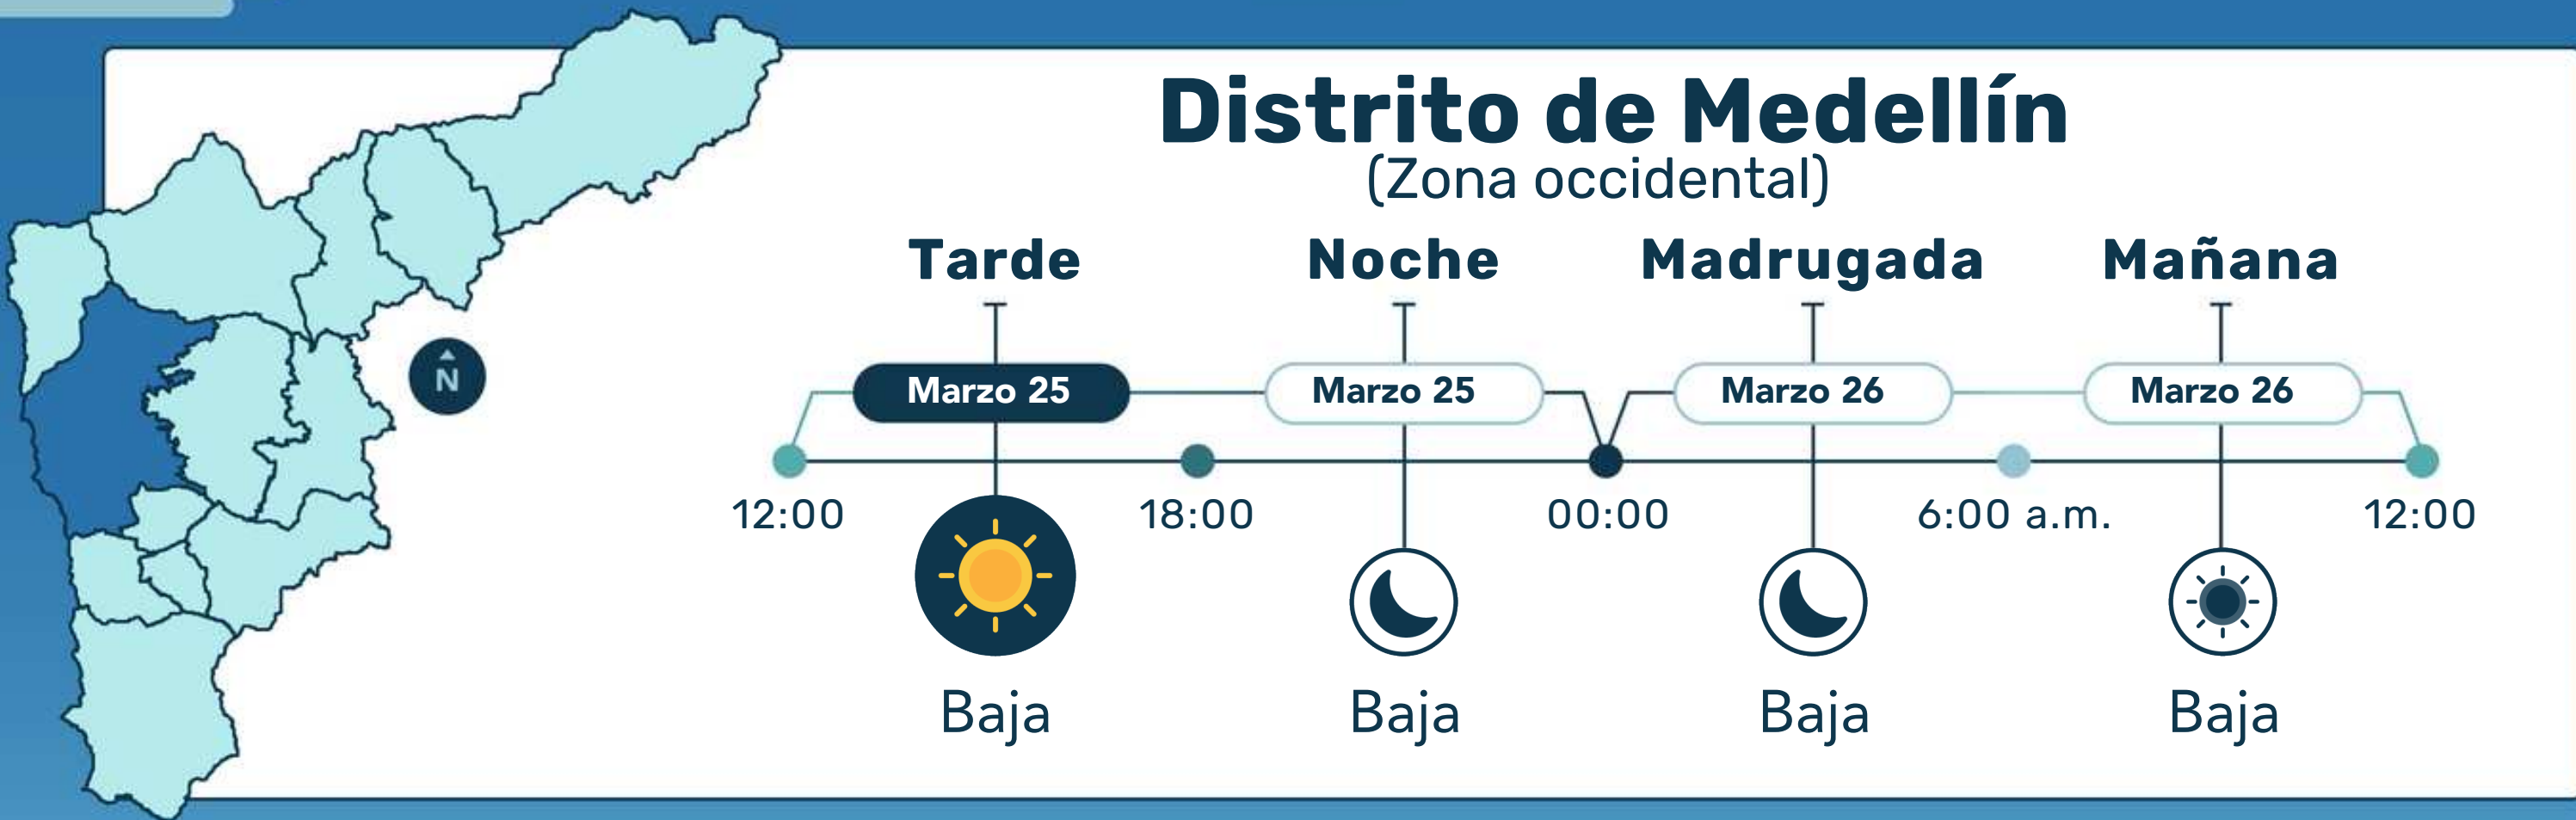 Distrito de Medellín
(Zona occidental)
Tarde Noche Madrugada Mañana
N
Marzo 25 Marzo 25 Marzo 26 Marzo 26
12:00 18:00 00:00 6:00 a.m. 12:00
Baja Baja Baja Baja